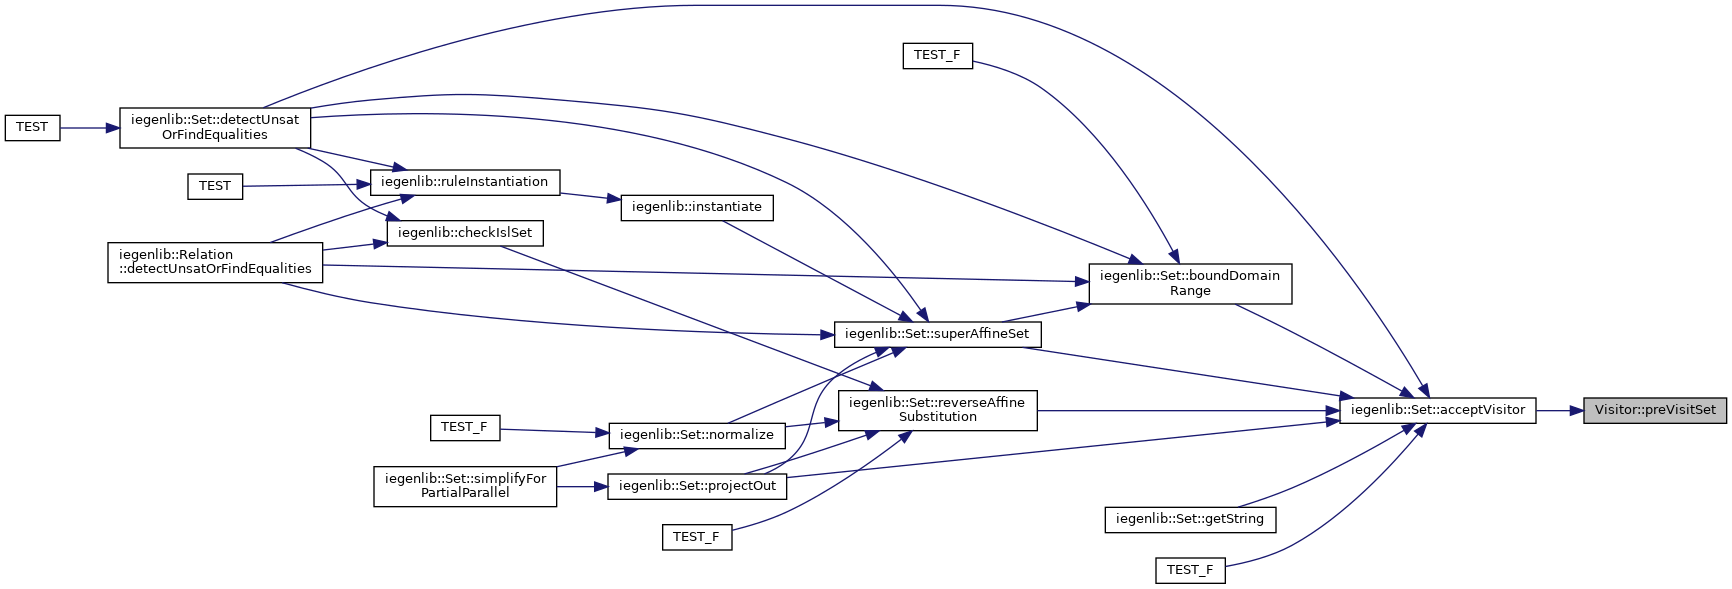 TEST_F
iegenlib::Set::detectUnsat
OrFindEqualities
TEST
iegenlib::ruleInstantiation
TEST
iegenlib::instantiate
iegenlib::checkIslSet
iegenlib::Relation
::detectUnsatOrFindEqualities
iegenlib::Set::boundDomain
Range
iegenlib::Set::superAffineSet
iegenlib::Set::reverseAffine
Substitution
iegenlib::Set::acceptVisitor
Visitor::preVisitSet
TEST_F
iegenlib::Set::normalize
iegenlib::Set::simplifyFor
PartialParallel
iegenlib::Set::projectOut
iegenlib::Set::getString
TEST_F
TEST_F